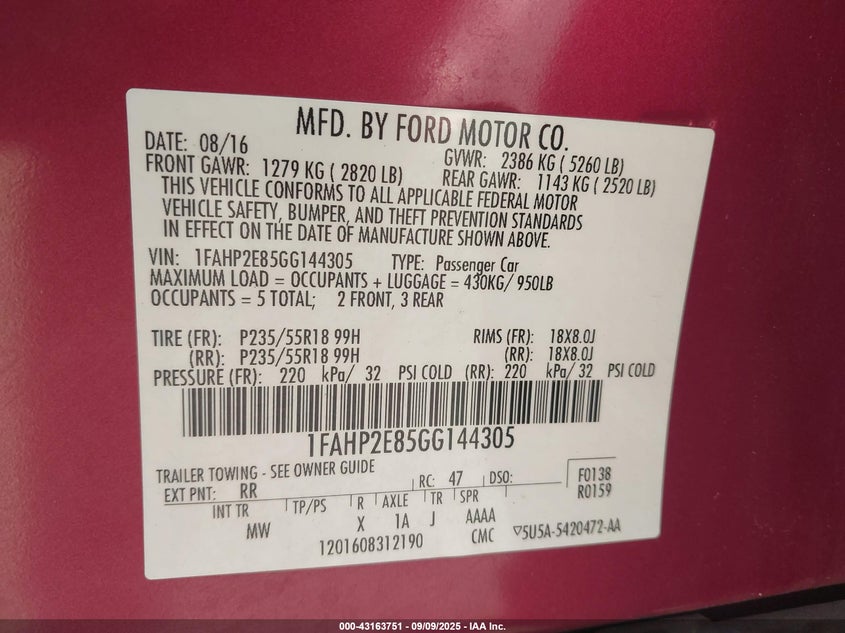 MFD. BY FORD MOTOR CO.
DATE: 08/16 GVWR: 2386 KG ( 5260 LB)
FRONT GAWR: 1279 KG ( 2820 LB) REAR GAWR: 1143 KG ( 2520 LB)
THIS VEHICLE CONFORMS TO ALL APPLICABLE FEDERAL MOTOR
VEHICLE SAFETY, BUMPER, AND THEFT PREVENTION STANDARDS
IN EFFECT ON THE DATE OF MANUFACTURE SHOWN ABOVE.
VIN: 1FAHP2E85GG144305 TYPE: Passenger Car
MAXIMUM LOAD = OCCUPANTS + LUGGAGE = 430KG/ 950LB
OCCUPANTS = 5 TOTAL; 2 FRONT, 3 REAR
TIRE (FR): P235/55R18 99H RIMS (FR): 18X8.0J
(RR): P235/55R18 99H (RR): 18X8.0J
PRESSURE (FR): 220 kPa/ 32 PSI COLD (RR): 220 kPa/ 32 PSI COLD
1FAHP2E85GG144305
TRAILER TOWING - SEE OWNER GUIDE
EXT PNT: RR RC: 47 DSO: F0138
R0159
INT TR TP/PS R AXLE TR SPR
MW X 1A J AAAA
1201608312190 CMC ▽5U5A-5420472-AA
000-43163751 - 09/09/2025 - IAA Inc.